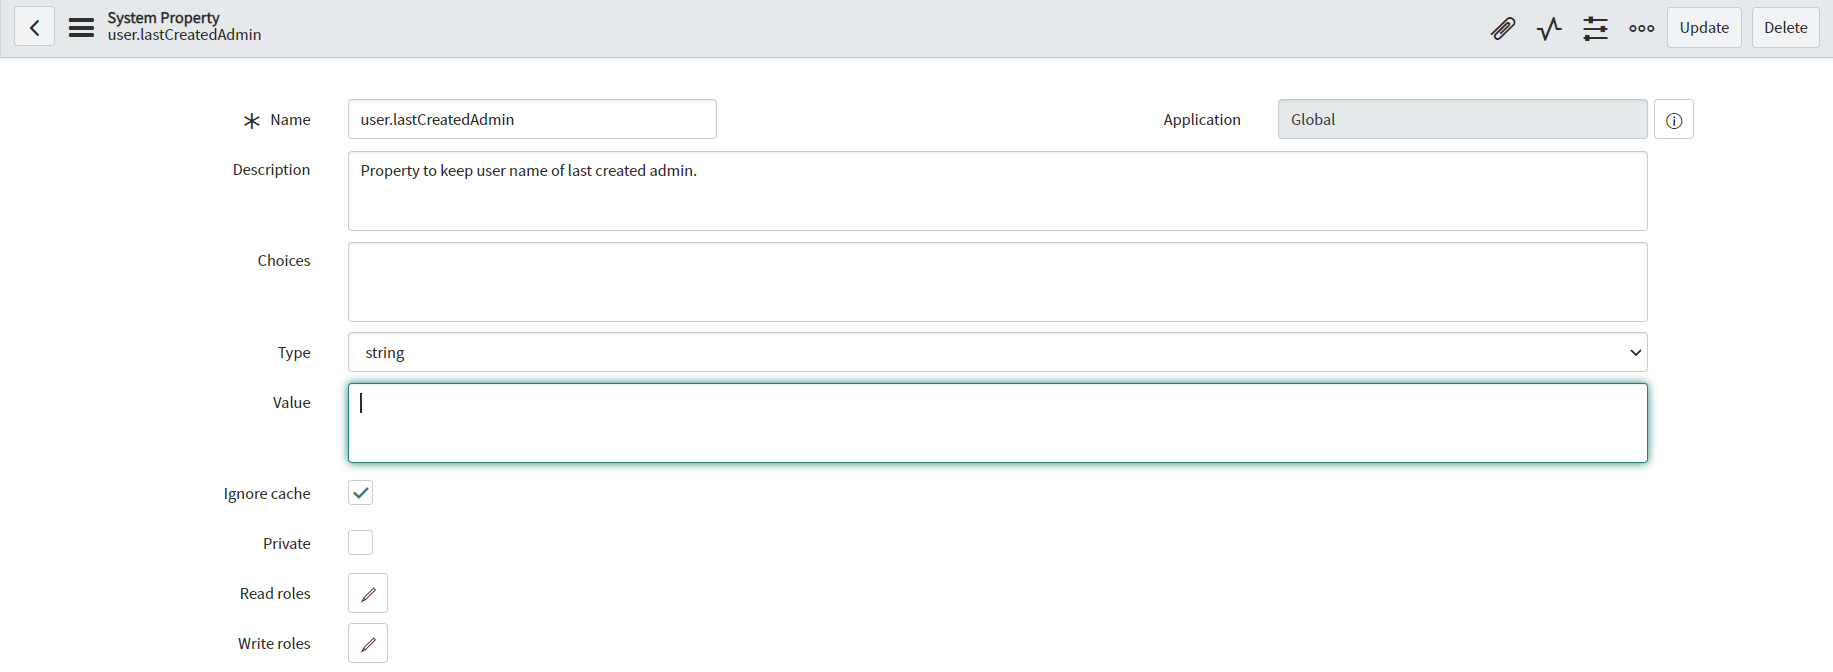 System Property
user.lastCreatedAdmin
Update
Delete
Name
user.lastCreatedAdmin
Application
Global
Description
Property to keep user name of last created admin.
Choices
Type
string
Value
Ignore cache
Private
Read roles
Write roles